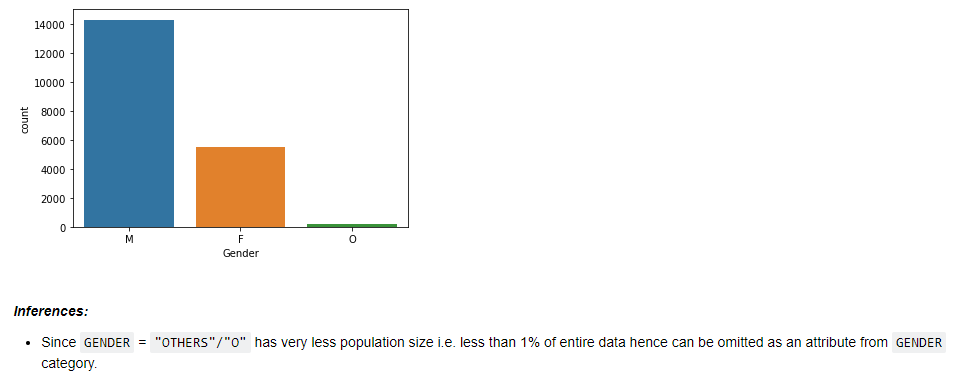 14000
12000
10000
8000
6000
4000
2000
0
count
M F O
Gender
Inferences:
• Since GENDER = "OTHERS"/"O" has very less population size i.e. less than 1% of entire data hence can be omitted as an attribute from GENDER
category.